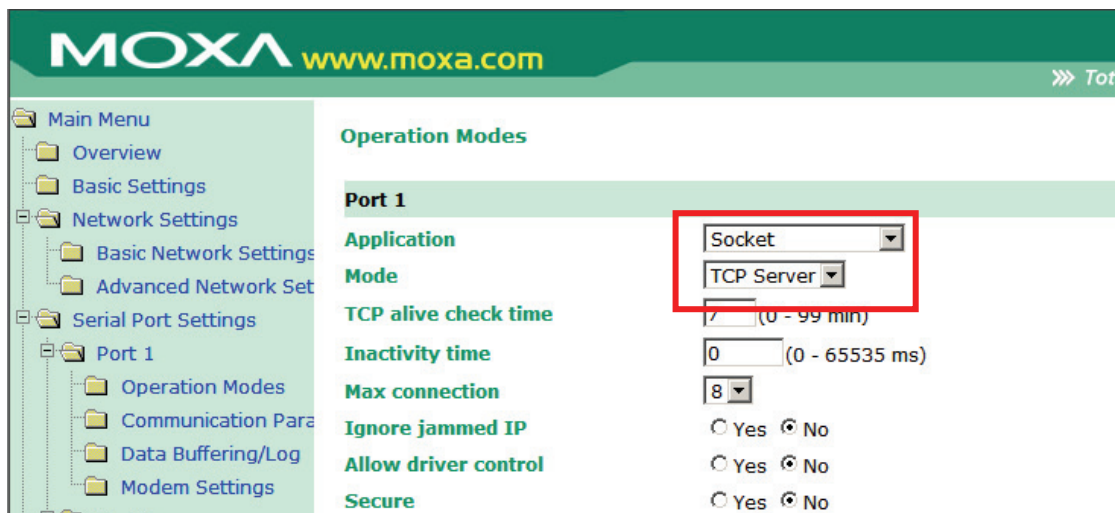 MOXA www.moxa.com
Tot
Main Menu
Overview
Basic Settings
Network Settings
Basic Network Settings
Advanced Network Set
Serial Port Settings
Port 1
Operation Modes
Communication Para
Data Buffering/Log
Modem Settings
Operation Modes
Port 1
Application Socket
Mode TCP Server
TCP alive check time 7 (0 - 99 min)
Inactivity time 0 (0 - 65535 ms)
Max connection 8
Ignore jammed IP Yes No
Allow driver control Yes No
Secure Yes No